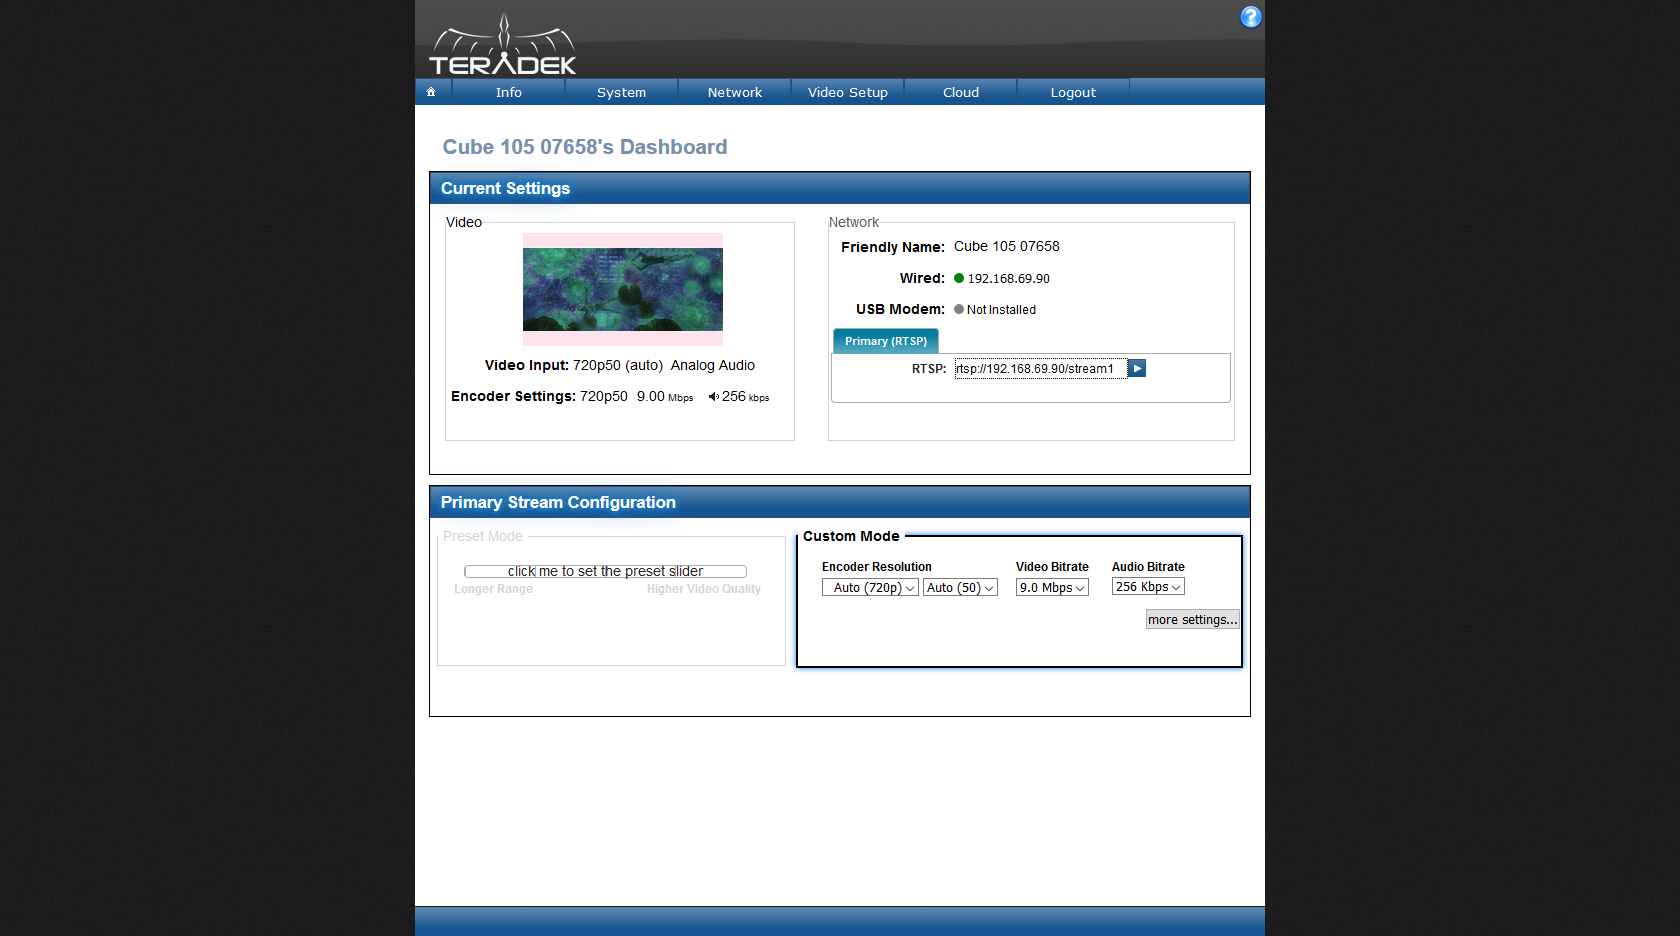 TERADEK
?
Info System Network Video Setup Cloud Logout
Cube 105 07658's Dashboard
Current Settings
Video
Video Input: 720p50 (auto) Analog Audio
Encoder Settings: 720p50 9.00 Mbps 256 kbps
Network
Friendly Name: Cube 105 07658
Wired: 192.168.69.90
USB Modem: Not Installed
Primary (RTSP)
RTSP: rtsp://192.168.69.90/stream1
Primary Stream Configuration
Preset Mode
click me to set the preset slider
Longer Range Higher Video Quality
Custom Mode
Encoder Resolution Video Bitrate Audio Bitrate
Auto (720p) Auto (50) 9.0 Mbps 256 Kbps
more settings...